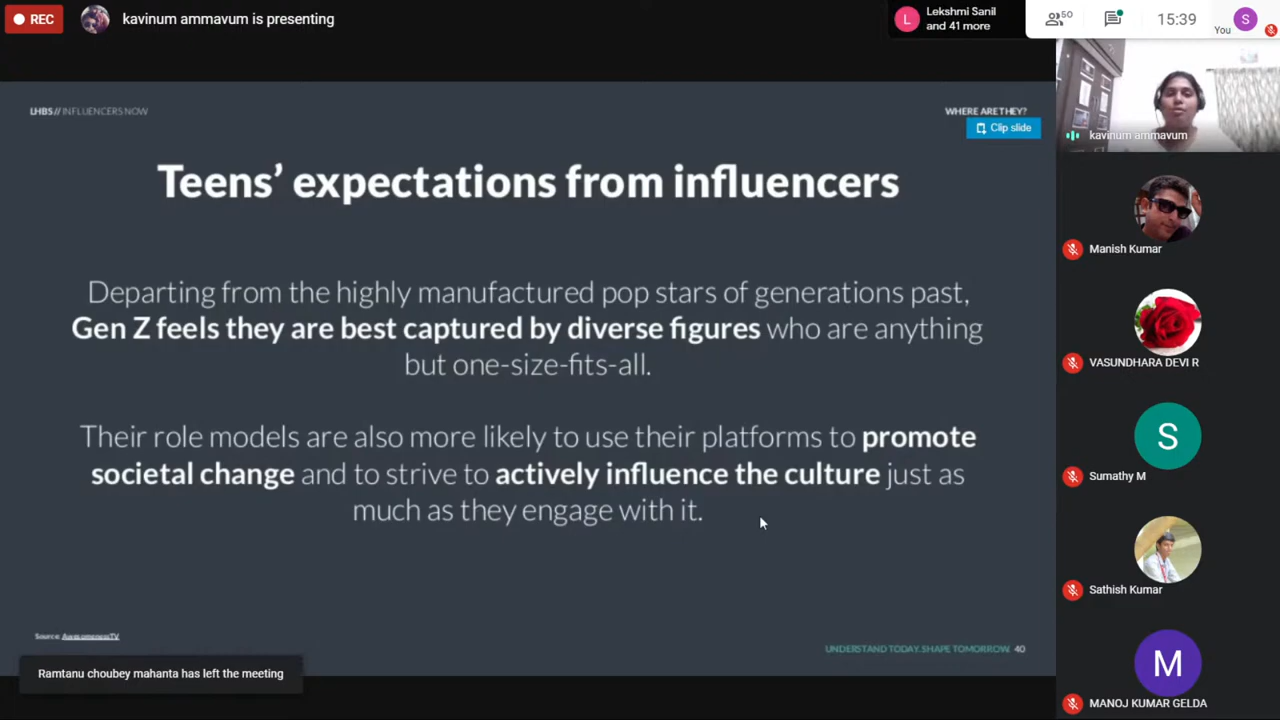 REC
kavinum ammavum is presenting
L
Lekshmi Sanil
and 41 more
50
15:39
You
S
LHBS// INFLUENCERS NOW
WHERE ARE THEY?
Clip slide
Teens’ expectations from influencers
Departing from the highly manufactured pop stars of generations past,
Gen Z feels they are best captured by diverse figures who are anything
but one-size-fits-all.
Their role models are also more likely to use their platforms to promote
societal change and to strive to actively influence the culture just as
much as they engage with it.
Source: AwesomenessTV
UNDERSTAND TODAY. SHAPE TOMORROW. 40
Ramtanu choubey mahanta has left the meeting
kavinum ammavum
Manish Kumar
VASUNDHARA DEVI R
S
Sumathy M
Sathish Kumar
M
MANOJ KUMAR GELDA